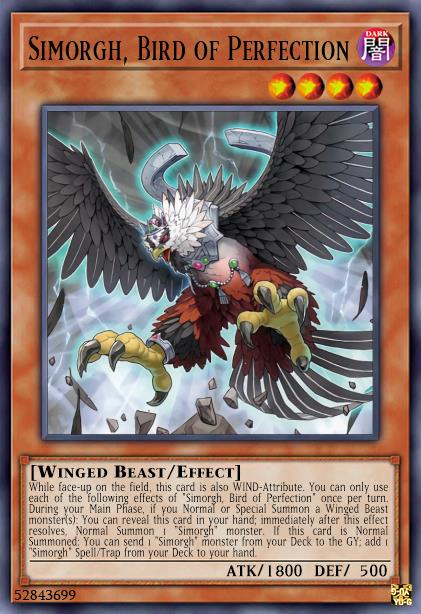 Simorgh, Bird of Perfection
DARK
闇
[Winged Beast/Effect]
While face-up on the field, this card is also WIND-Attribute. You can only use
each of the following effects of "Simorgh, Bird of Perfection" once per turn.
During your Main Phase, if you Normal or Special Summon a Winged Beast
monster(s): You can reveal this card in your hand; immediately after this effect
resolves, Normal Summon 1 "Simorgh" monster. If this card is Normal
Summoned: You can send 1 "Simorgh" monster from your Deck to the GY; add 1
"Simorgh" Spell/Trap from your Deck to your hand.
ATK/1800 DEF/ 500
52843699